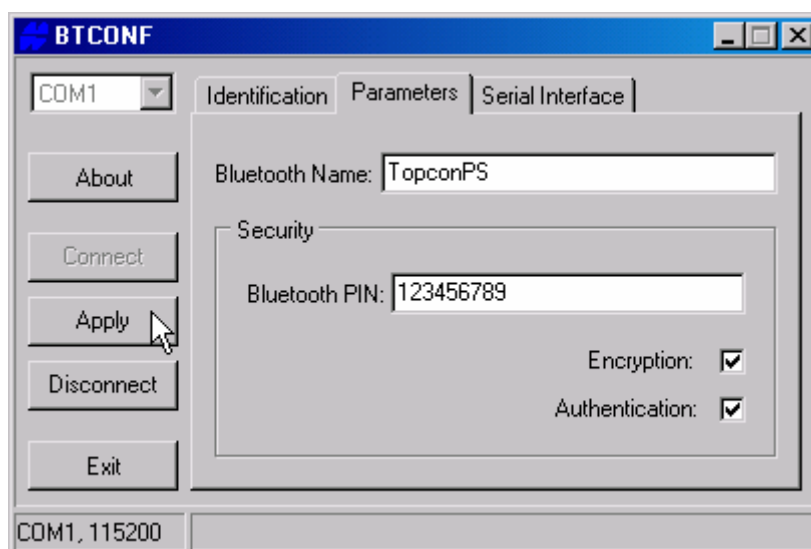 BTCONF
COM1
Identification
Parameters
Serial Interface
About
Bluetooth Name: TopconPS
Security
Connect
Bluetooth PIN: 123456789
Apply
Encryption:
Disconnect
Authentication:
Exit
COM1, 115200